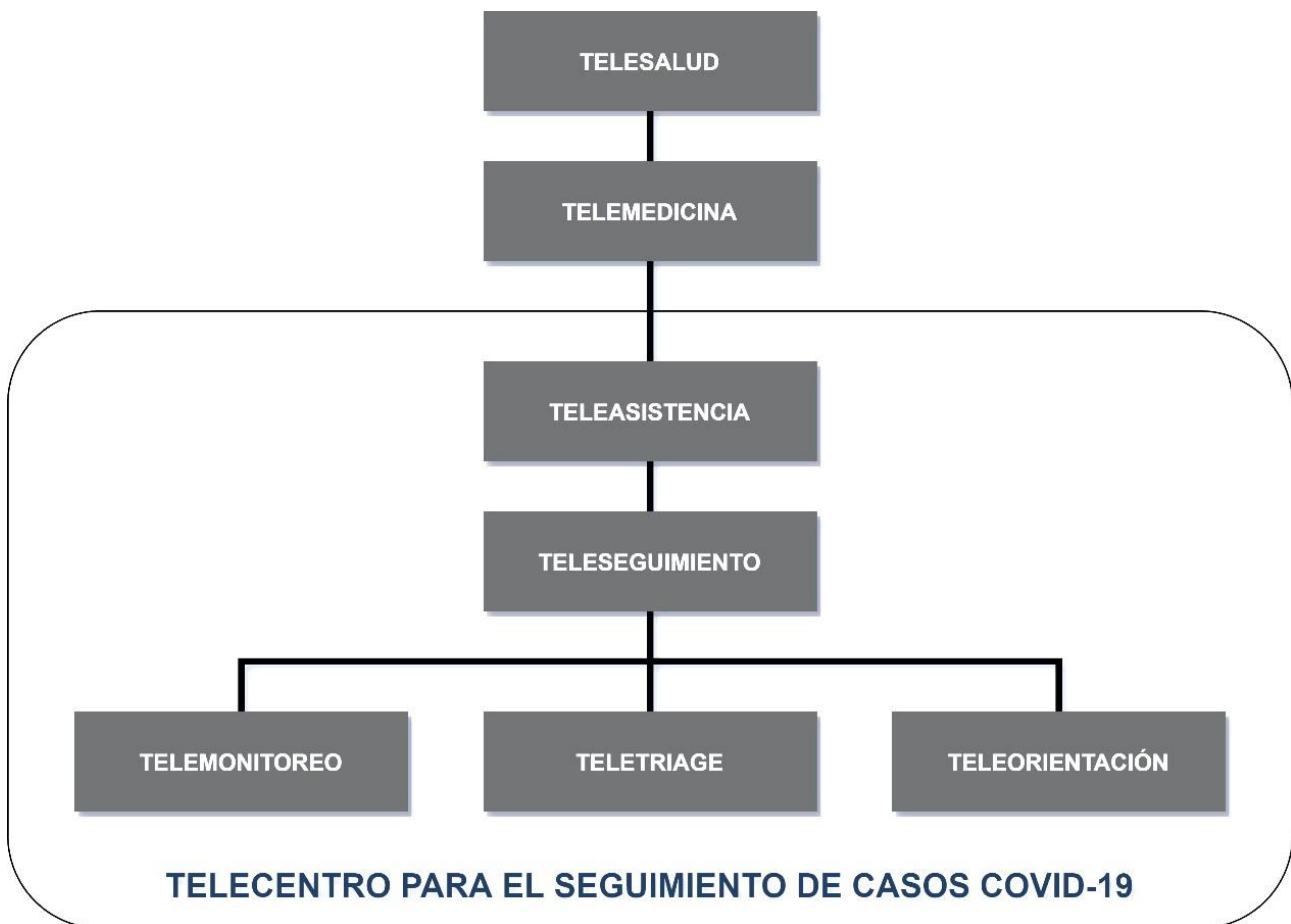 TELESALUD
TELEMEDICINA
TELEASISTENCIA
TELESEGUIMIENTO
TELEMONITOREO
TELETRIAGE
TELEORIENTACIÓN
TELECENTRO PARA EL SEGUIMIENTO DE CASOS COVID-19